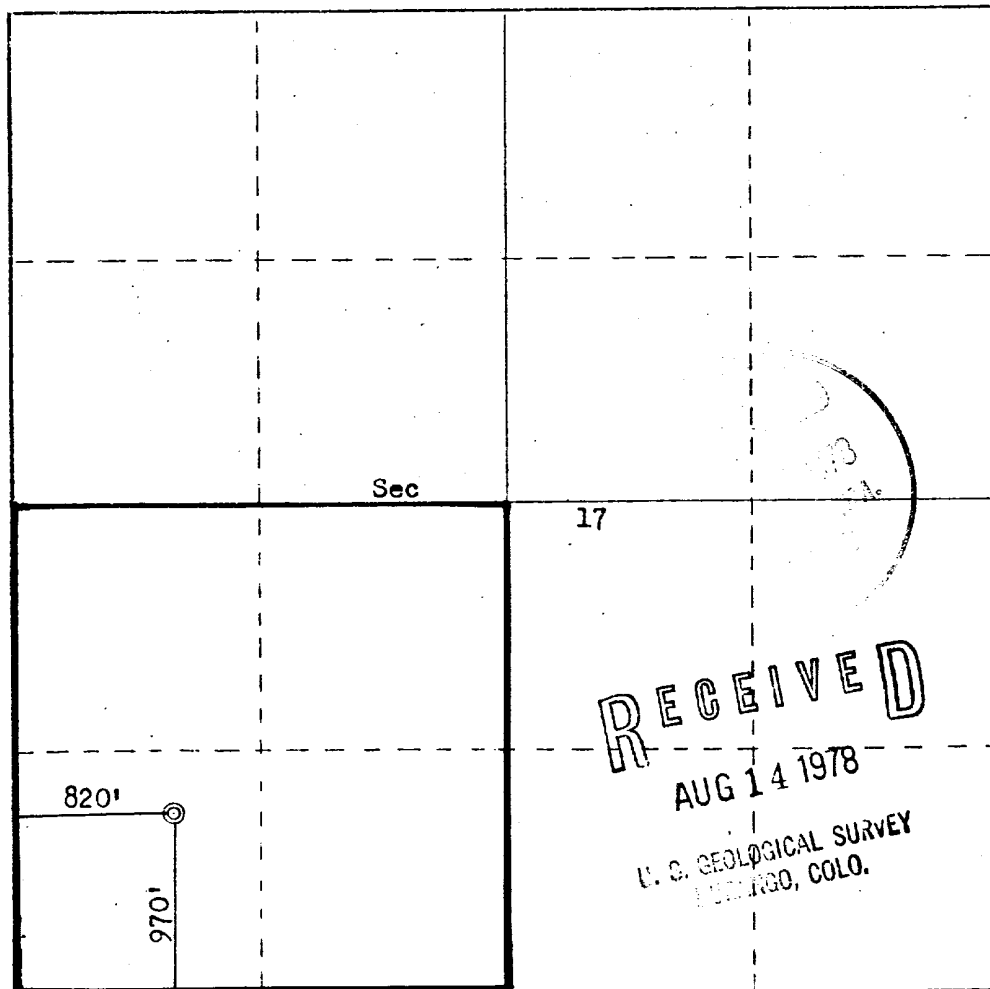 Sec
17
RECEIVED
AUG 14 1978
U. S. GEOLOGICAL SURVEY
COLO.
820'
970'